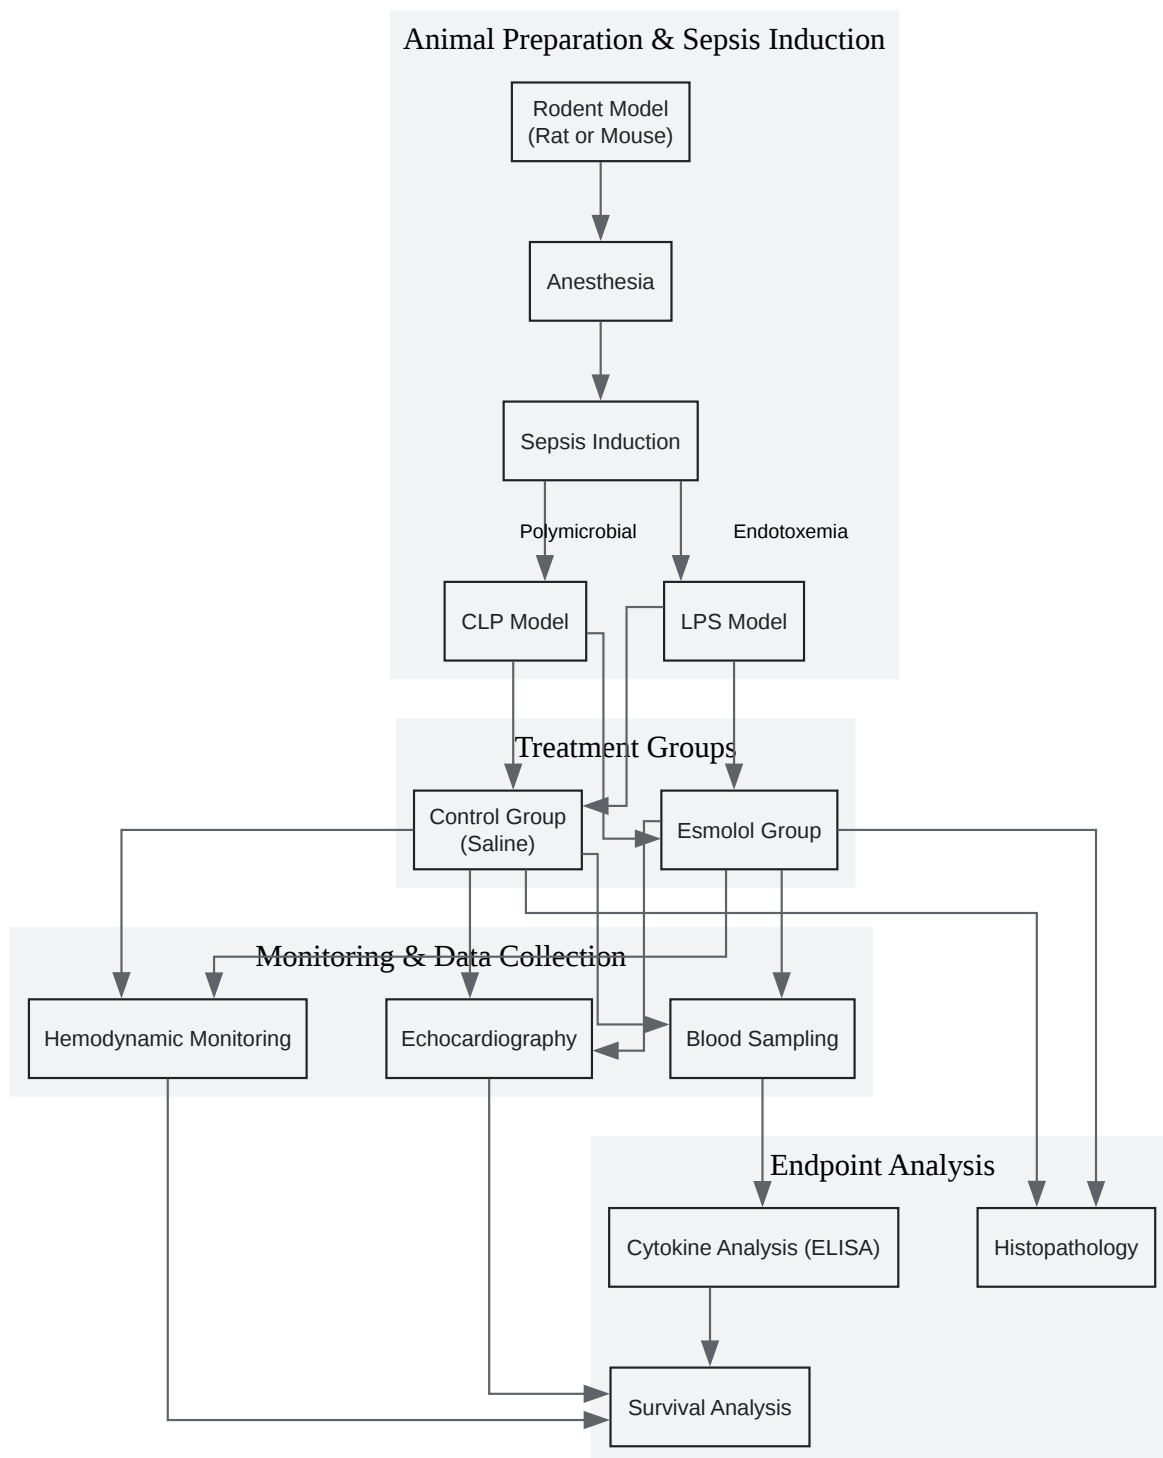 Animal Preparation & Sepsis Induction
Rodent Model
(Rat or Mouse)
Anesthesia
Sepsis Induction
Polymicrobial
Endotoxemia
CLP Model
LPS Model
Treatment Groups
Control Group
(Saline)
Esmolol Group
Monitoring & Data Collection
Hemodynamic Monitoring
Echocardiography
Blood Sampling
Endpoint Analysis
Cytokine Analysis (ELISA)
Histopathology
Survival Analysis